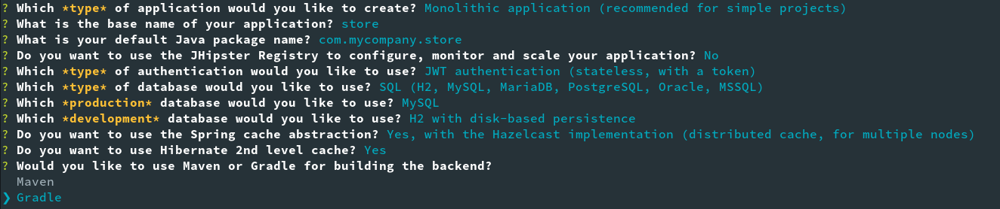 ? Which *type* of application would you like to create? Monolithic application (recommended for simple projects)
? What is the base name of your application? store
? What is your default Java package name? com.mycompany.store
? Do you want to use the JHipster Registry to configure, monitor and scale your application? No
? Which *type* of authentication would you like to use? JWT authentication (stateless, with a token)
? Which *type* of database would you like to use? SQL (H2, MySQL, MariaDB, PostgreSQL, Oracle, MSSQL)
? Which *production* database would you like to use? MySQL
? Which *development* database would you like to use? H2 with disk-based persistence
? Do you want to use the Spring cache abstraction? Yes, with the Hazelcast implementation (distributed cache, for multiple nodes)
? Do you want to use Hibernate 2nd level cache? Yes
? Would you like to use Maven or Gradle for building the backend?
Maven
❯ Gradle